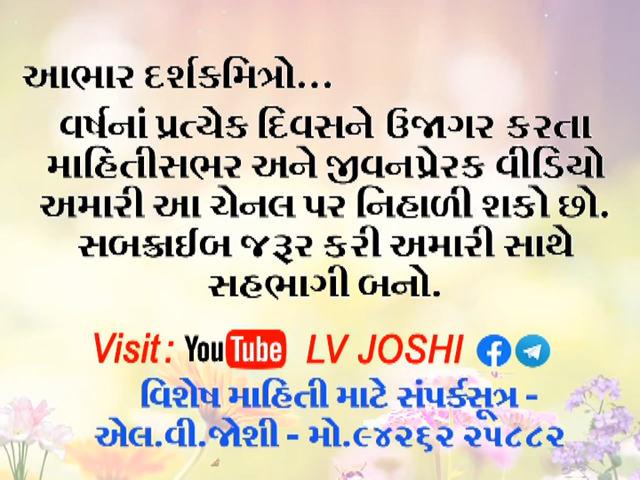 આભાર દર્શકમિત્રો...
વર્ષનાં પ્રત્યેક દિવસને ઉજાગર કરતા
માહિતીસભર અને જીવનપ્રેરક વીડિયો
અમારી આ ચેનલ પર નિહાળી શકો છો.
સબસ્ક્રાઈબ જરૂર કરી અમારી સાથે
સહભાગી બનો.
Visit : YouTube LV JOSHI
વિશેષ માહિતી માટે સંપર્કસૂત્ર -
એલ.વી.જોશી - મો.૯૪૨૬૨ ૨૫૮૮૨